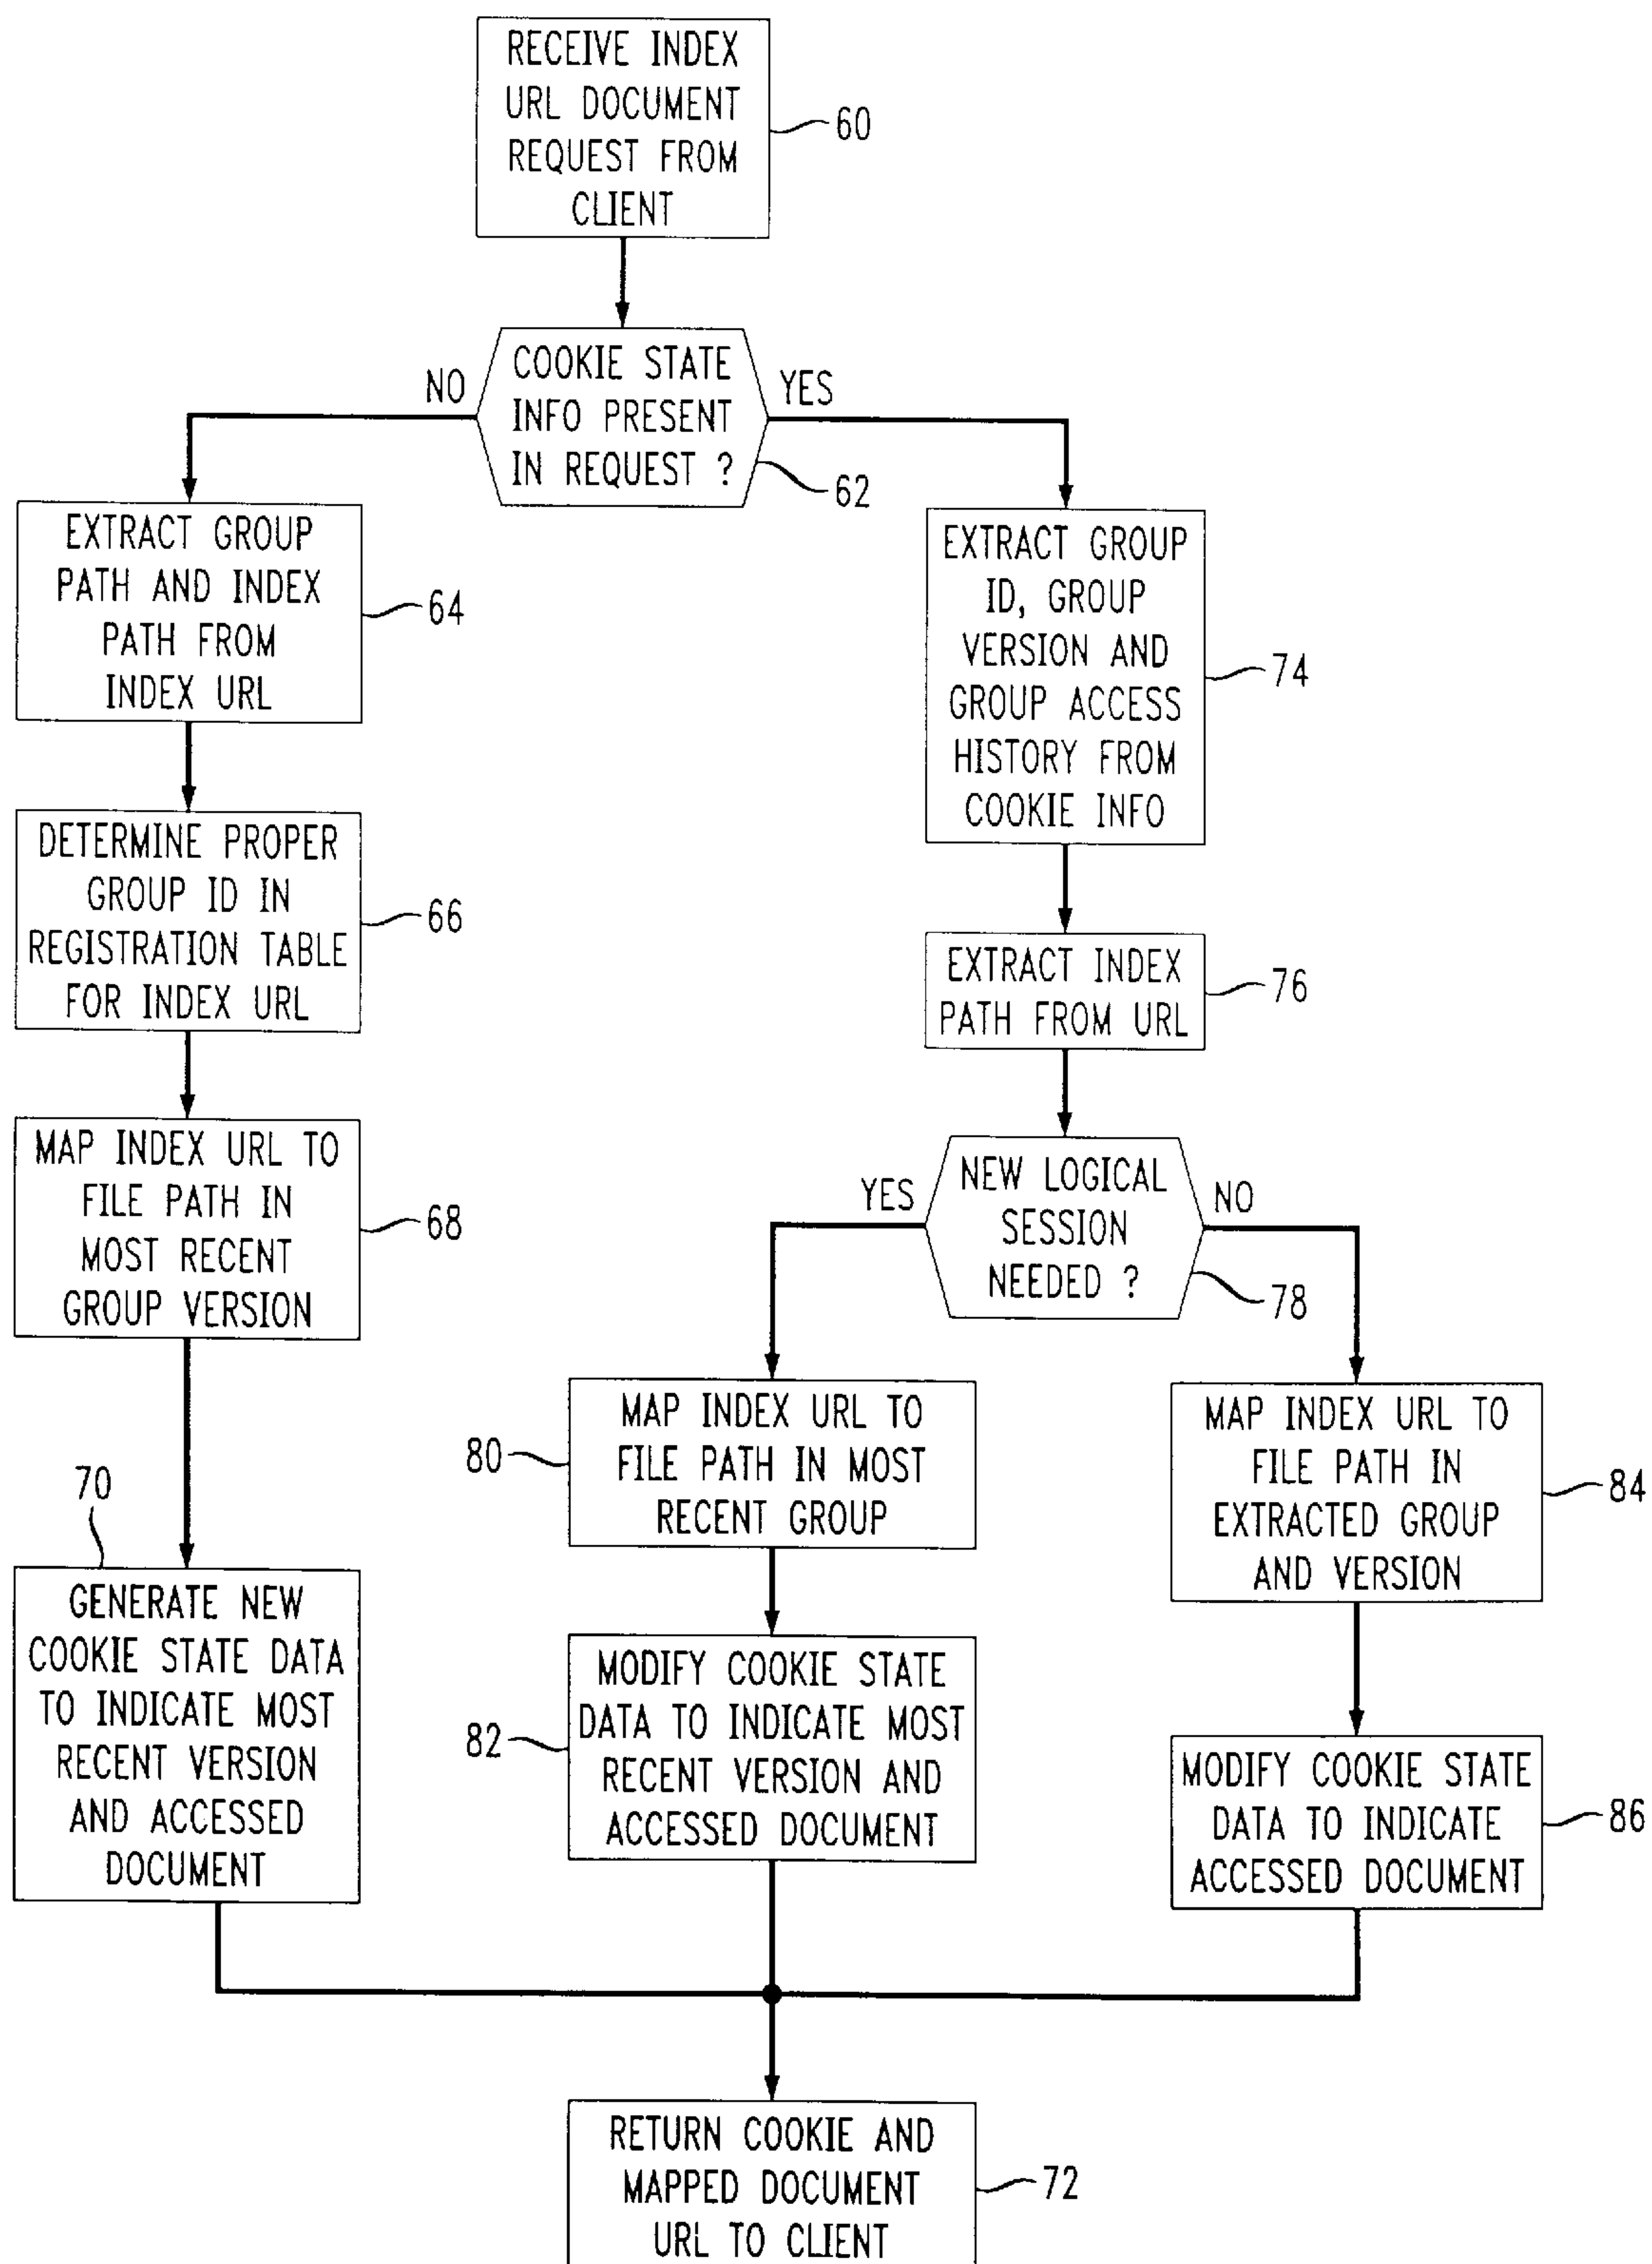 RECEIVE INDEX
URL DOCUMENT
REQUEST FROM
CLIENT
60
COOKIE STATE
INFO PRESENT
IN REQUEST ?
62
NO
YES
EXTRACT GROUP
PATH AND INDEX
PATH FROM
INDEX URL
64
DETERMINE PROPER
GROUP ID IN
REGISTRATION TABLE
FOR INDEX URL
66
MAP INDEX URL TO
FILE PATH IN
MOST RECENT
GROUP VERSION
68
70
GENERATE NEW
COOKIE STATE DATA
TO INDICATE MOST
RECENT VERSION
AND ACCESSED
DOCUMENT
EXTRACT GROUP
ID, GROUP
VERSION AND
GROUP ACCESS
HISTORY FROM
COOKIE INFO
74
EXTRACT INDEX
PATH FROM URL
76
NEW LOGICAL
SESSION
NEEDED ?
78
YES
NO
MAP INDEX URL TO
FILE PATH IN MOST
RECENT GROUP
80
MODIFY COOKIE STATE
DATA TO INDICATE MOST
RECENT VERSION AND
ACCESSED DOCUMENT
82
MAP INDEX URL TO
FILE PATH IN
EXTRACTED GROUP
AND VERSION
84
MODIFY COOKIE STATE
DATA TO INDICATE
ACCESSED DOCUMENT
86
RETURN COOKIE AND
MAPPED DOCUMENT
URL TO CLIENT
72